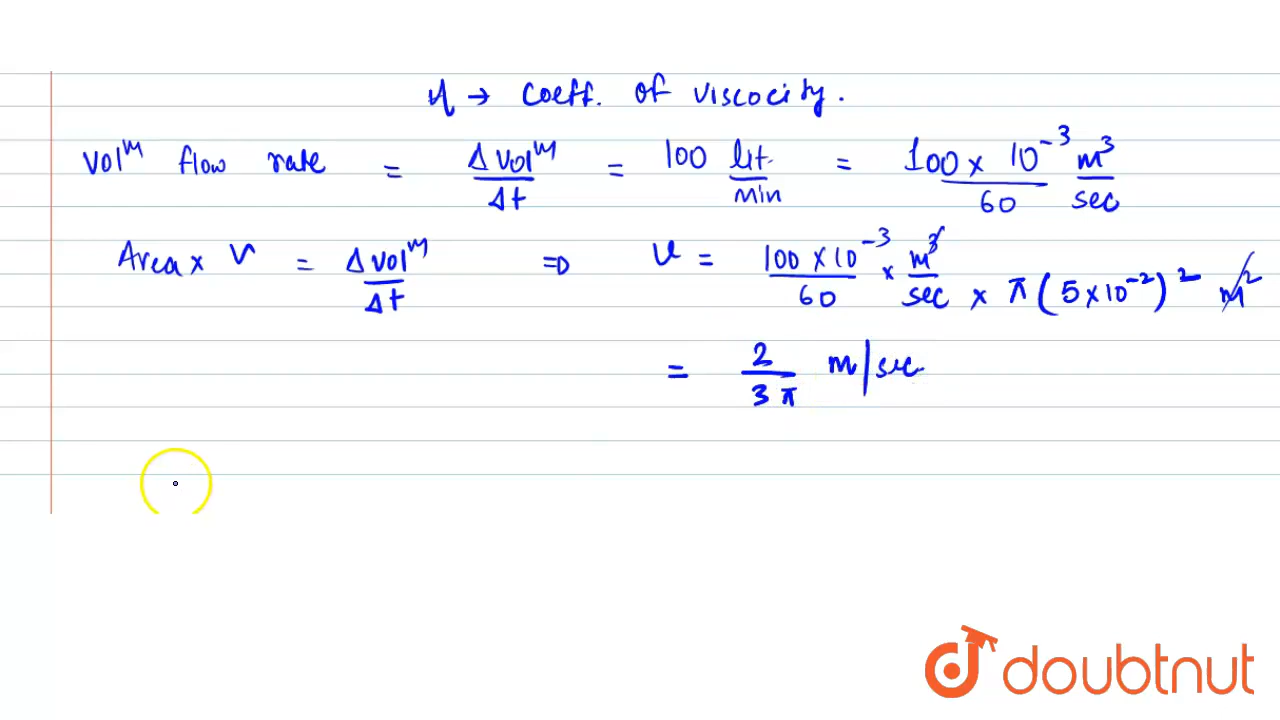 η → Coeff. of Viscocity.
Volᵐ flow rate = ΔVolᵐ/Δt = 100 lit/min = 100 × 10⁻³/60 m³/sec
Area × V = ΔVolᵐ/Δt ⇒ V = 100 × 10⁻³/60 × m³/sec × π(5×10⁻²)² m²
= 2/3π m/sec
doubtnut